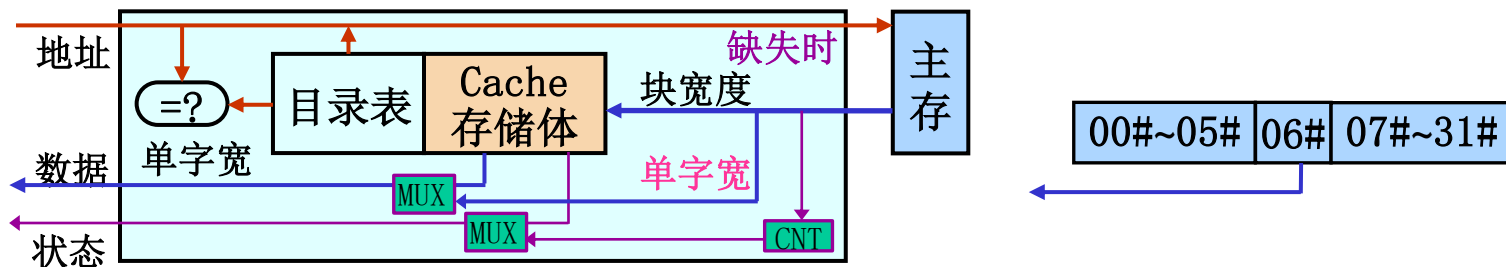 地址
缺失时
主存
=?
目录表
Cache
存储体
块宽度
单字宽
数据
单字宽
MUX
MUX
CNT
状态
00#~05#
06#
07#~31#